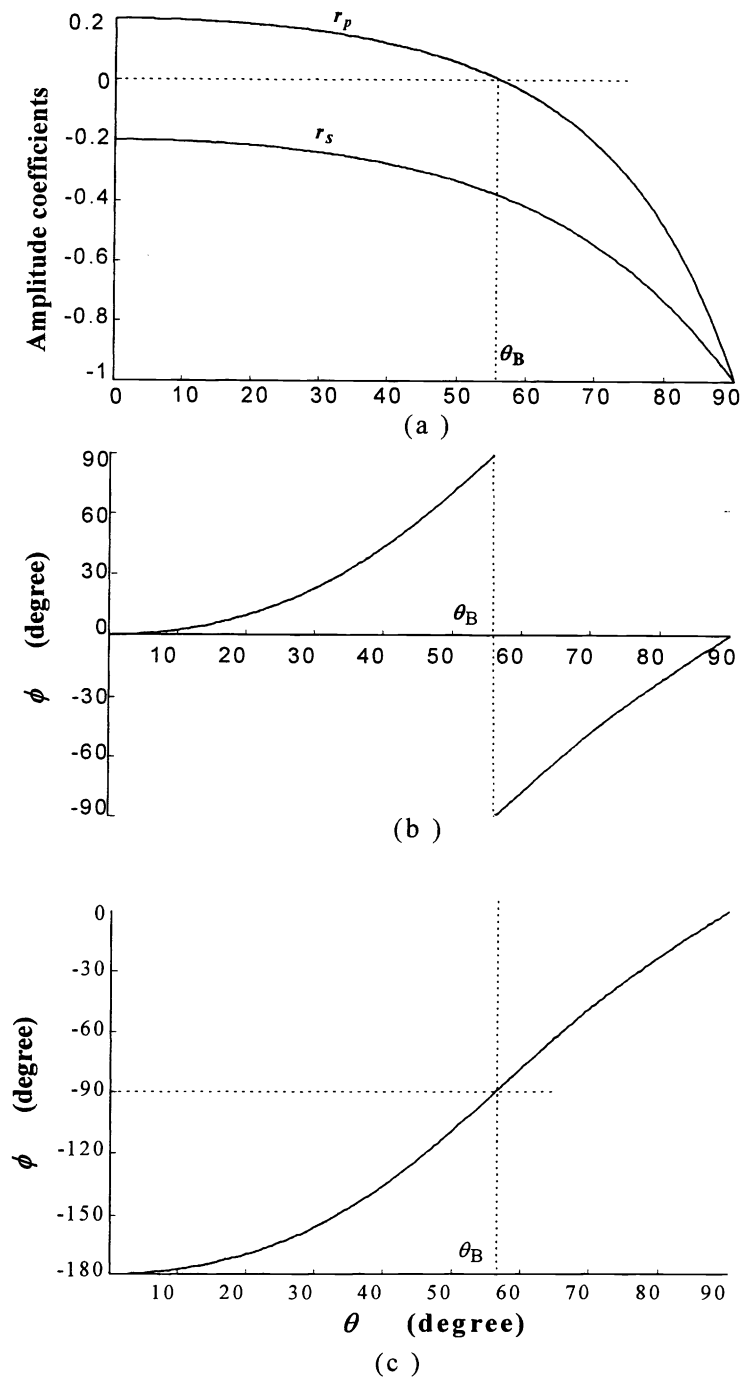 0.2
0
-0.2
-0.4
-0.6
-0.8
-1
Amplitude coefficients
r_p
r_s
θ_B
0 10 20 30 40 50 60 70 80 90
(a )
90
60
30
0
-30
-60
-90
ϕ (degree)
θ_B
10 20 30 40 50 60 70 80 90
(b )
0
-30
-60
-90
-120
-150
-180
ϕ (degree)
θ_B
10 20 30 40 50 60 70 80 90
θ (degree)
(c )